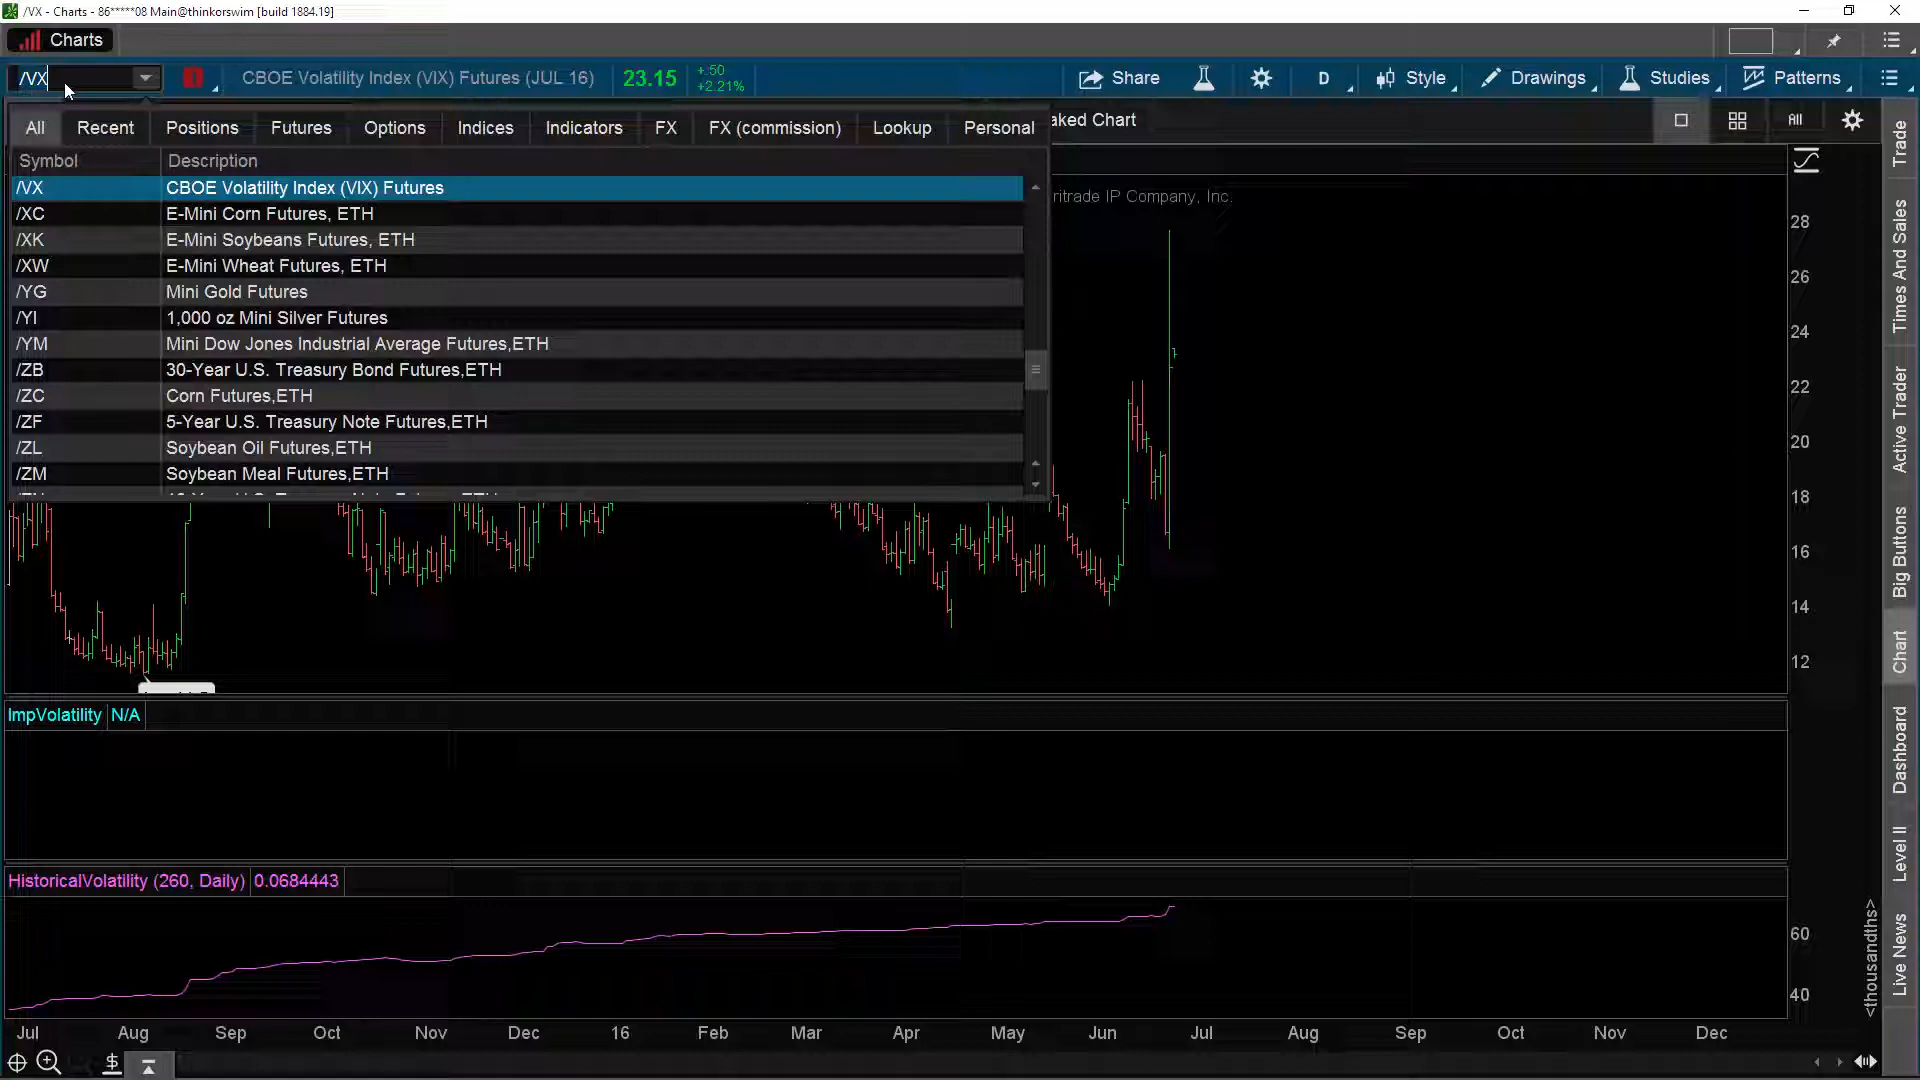 /VX - Charts - 86*****08 Main@thinkorswim [build 1884.19]
Charts
/VX
CBOE Volatility Index (VIX) Futures (JUL 16)
23.15
+.50
+2.21%
Share
D
Style
Drawings
Studies
Patterns
All Recent Positions Futures Options Indices Indicators FX FX (commission) Lookup Personal
aked Chart
All
Symbol Description
/VX CBOE Volatility Index (VIX) Futures
/XC E-Mini Corn Futures, ETH
/XK E-Mini Soybeans Futures, ETH
/XW E-Mini Wheat Futures, ETH
/YG Mini Gold Futures
/YI 1,000 oz Mini Silver Futures
/YM Mini Dow Jones Industrial Average Futures,ETH
/ZB 30-Year U.S. Treasury Bond Futures,ETH
/ZC Corn Futures,ETH
/ZF 5-Year U.S. Treasury Note Futures,ETH
/ZL Soybean Oil Futures,ETH
/ZM Soybean Meal Futures,ETH
ritrade IP Company, Inc.
28
26
24
22
20
18
16
14
12
ImpVolatility N/A
HistoricalVolatility (260, Daily) 0.0684443
60
40
<thousandths>
Jul Aug Sep Oct Nov Dec 16 Feb Mar Apr May Jun Jul Aug Sep Oct Nov Dec
Trade
Times And Sales
Active Trader
Big Buttons
Chart
Dashboard
Level II
Live News